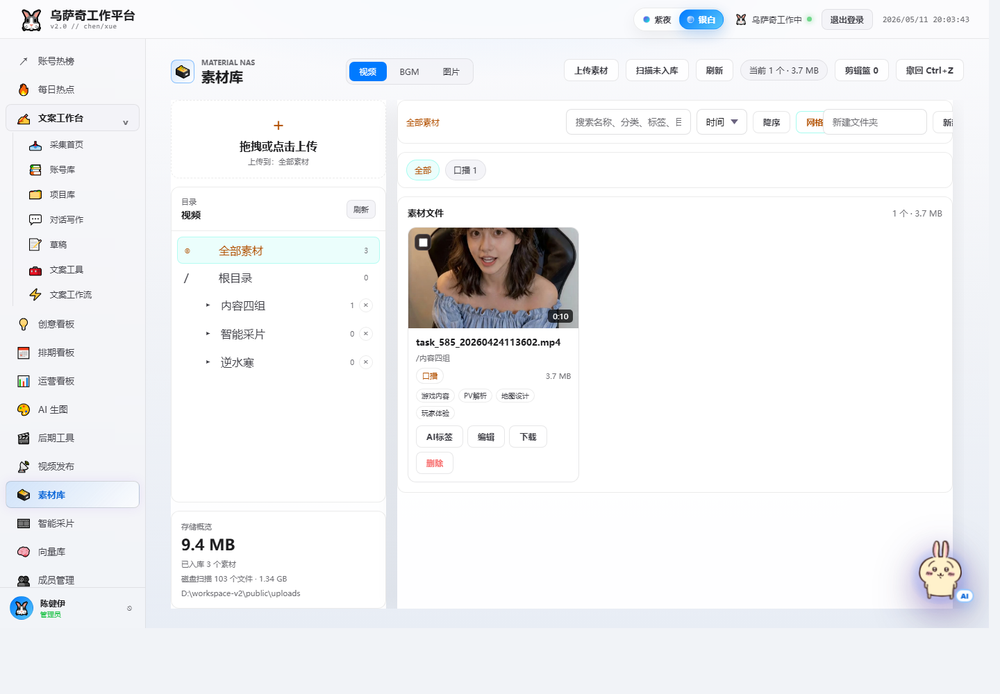 乌萨奇工作平台
v2.0 // chen/xue
紫夜
银白
乌萨奇工作中
退出登录
2026/05/11 20:03:43
账号热榜
每日热点
文案工作台
v
采集首页
账号库
项目库
对话写作
草稿
文案工具
文案工作流
创意看板
排期看板
运营看板
AI 生图
后期工具
视频发布
素材库
智能采片
向量库
成员管理
陈健伊
管理员
MATERIAL NAS
素材库
视频
BGM
图片
上传素材
扫描未入库
刷新
当前 1 个 · 3.7 MB
剪辑篮 0
撤回 Ctrl+Z
+
拖拽或点击上传
上传到：全部素材
目录
视频
刷新
全部素材
3
/
根目录
0
内容四组
1
×
智能采片
0
×
逆水寒
0
×
存储概览
9.4 MB
已入库 3 个素材
磁盘扫描 103 个文件 · 1.34 GB
D:\workspace-v2\public\uploads
全部素材
搜索名称、分类、标签、目
时间
降序
网格
新建文件夹
新
全部
口播 1
素材文件
1 个 · 3.7 MB
0:10
task_585_20260424113602.mp4
/内容四组
口播
3.7 MB
游戏内容
PV解析
地图设计
玩家体验
AI标签
编辑
下载
删除
AI